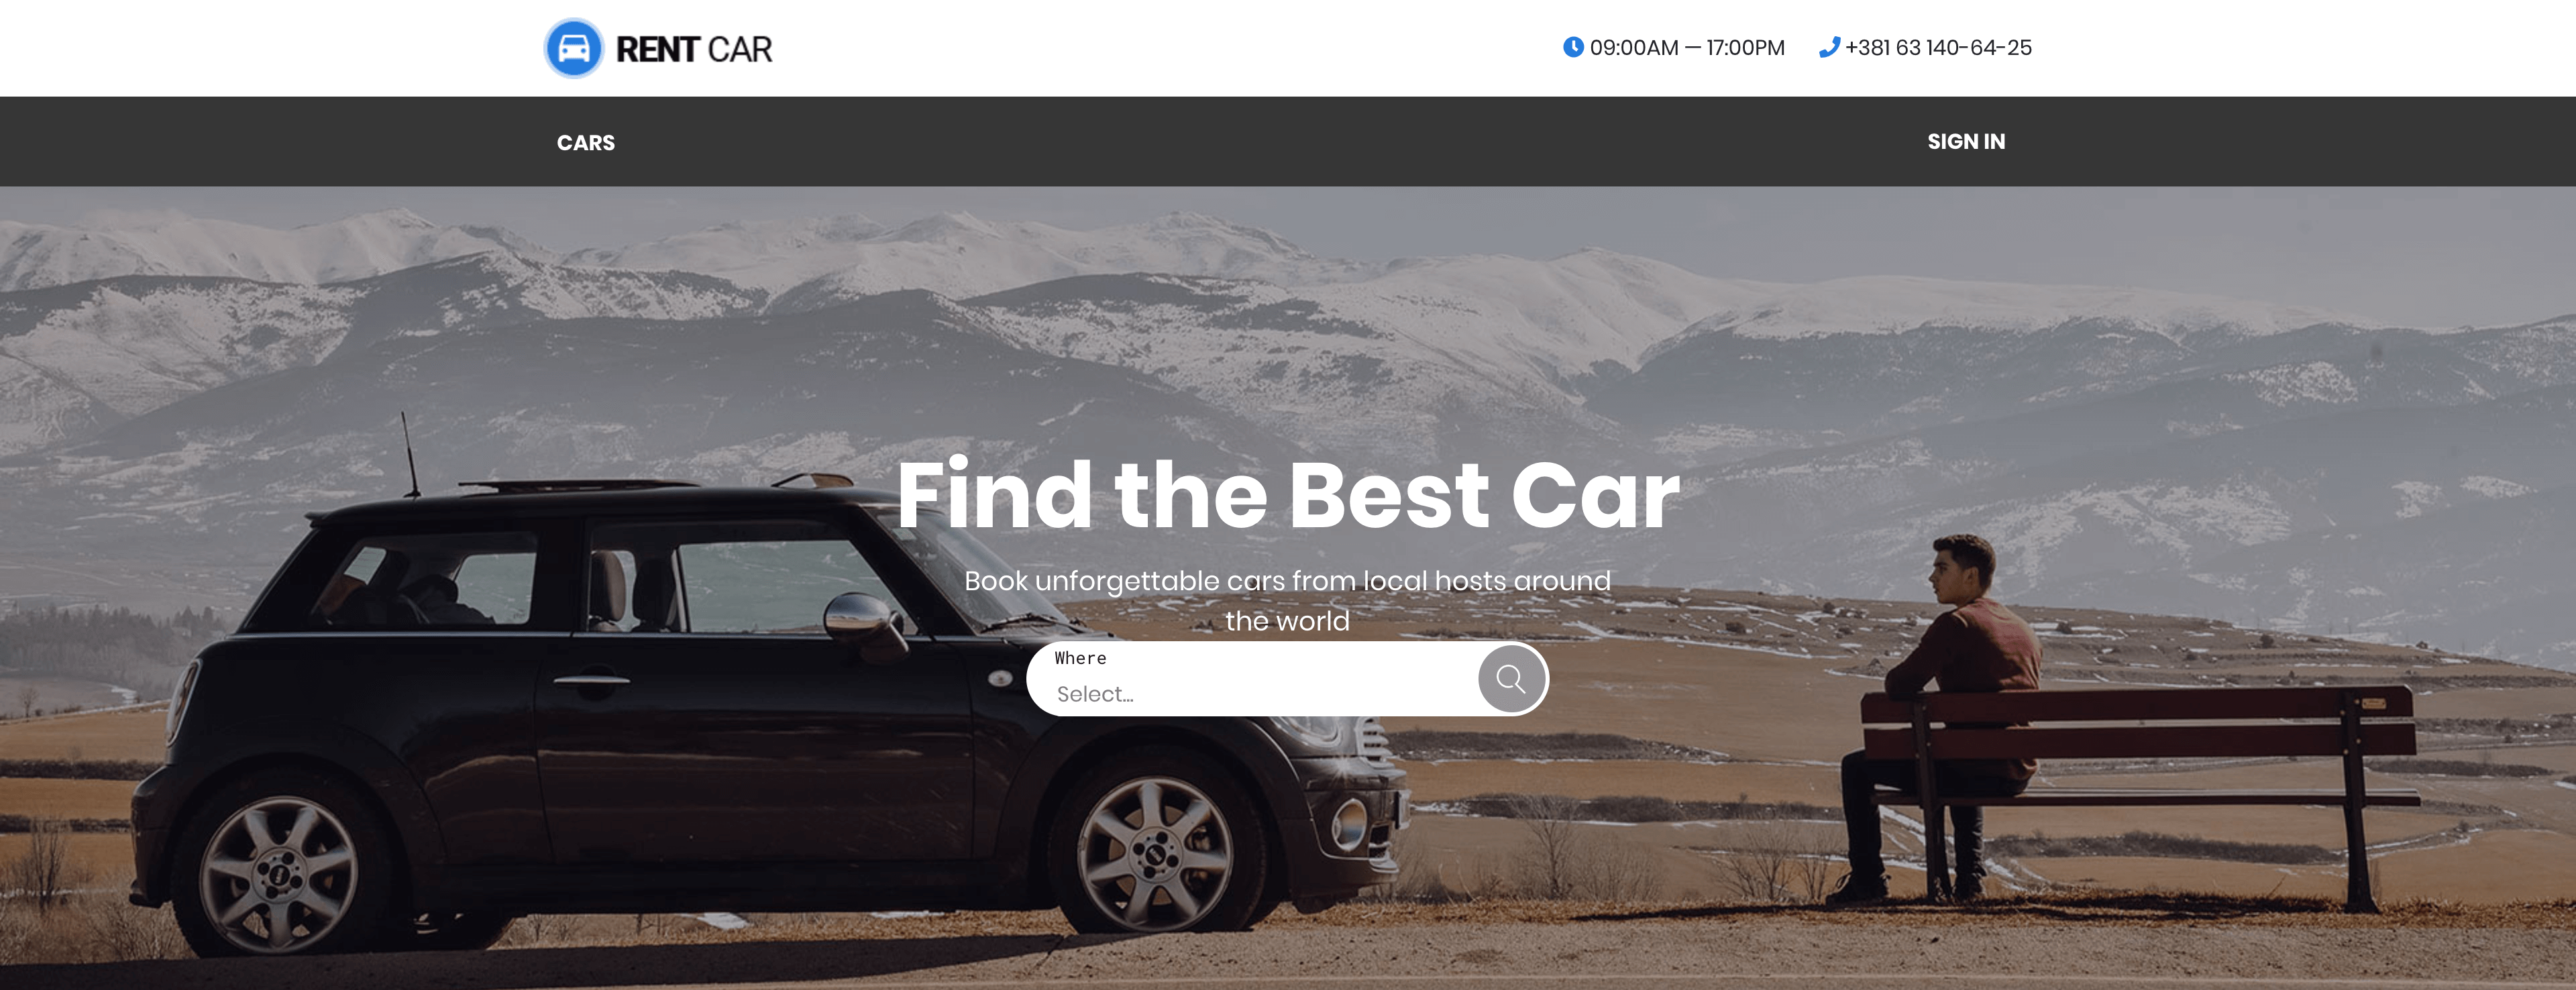 RENT CAR
09:00AM — 17:00PM
+381 63 140-64-25
CARS
SIGN IN
Find the Best Car
Book unforgettable cars from local hosts around
the world
Where
Select...